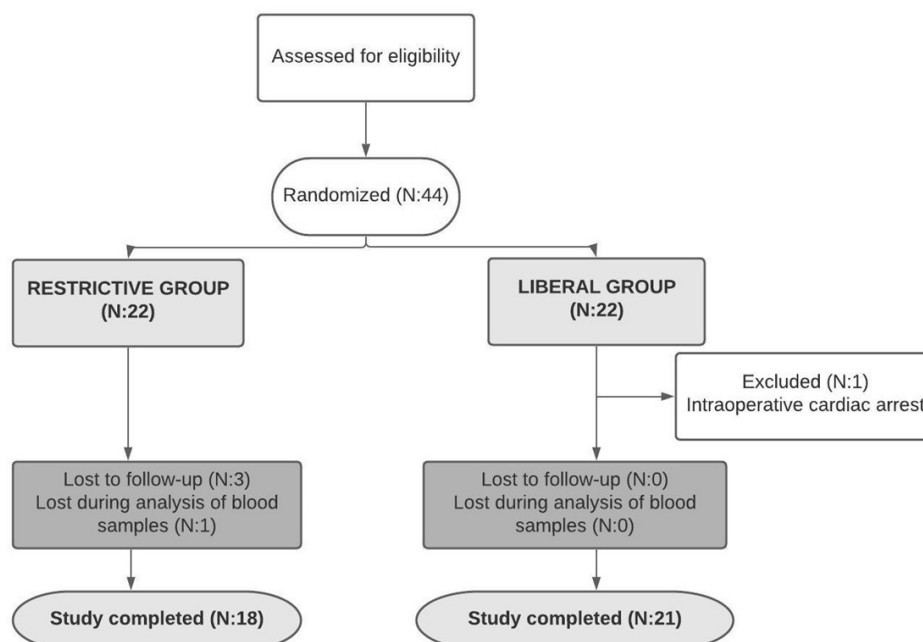 Assessed for eligibility
Randomized (N:44)
RESTRICTIVE GROUP
(N:22)
LIBERAL GROUP
(N:22)
Excluded (N:1)
Intraoperative cardiac arrest
Lost to follow-up (N:3)
Lost during analysis of blood
samples (N:1)
Lost to follow-up (N:0)
Lost during analysis of blood
samples (N:0)
Study completed (N:18)
Study completed (N:21)